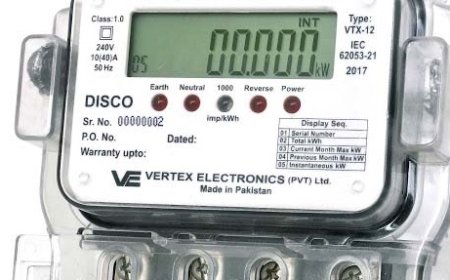 Class:1.0
240V
10(40)A
50 Hz
INT
05
00.000 kW
Type:
VTX-12
IEC
62053-21
2017
Earth Neutral 1000 Reverse Power
imp/kWh
DISCO
Sr. No. 00000002
P.O. No. Dated:
Warranty upto:
Display Seq.
01 Serial Number
02 Total kWh
03 Current Month Max kW
04 Previous Month Max kW
05 Instantaneous kW
VE VERTEX ELECTRONICS (PVT) Ltd.
Made in Pakistan